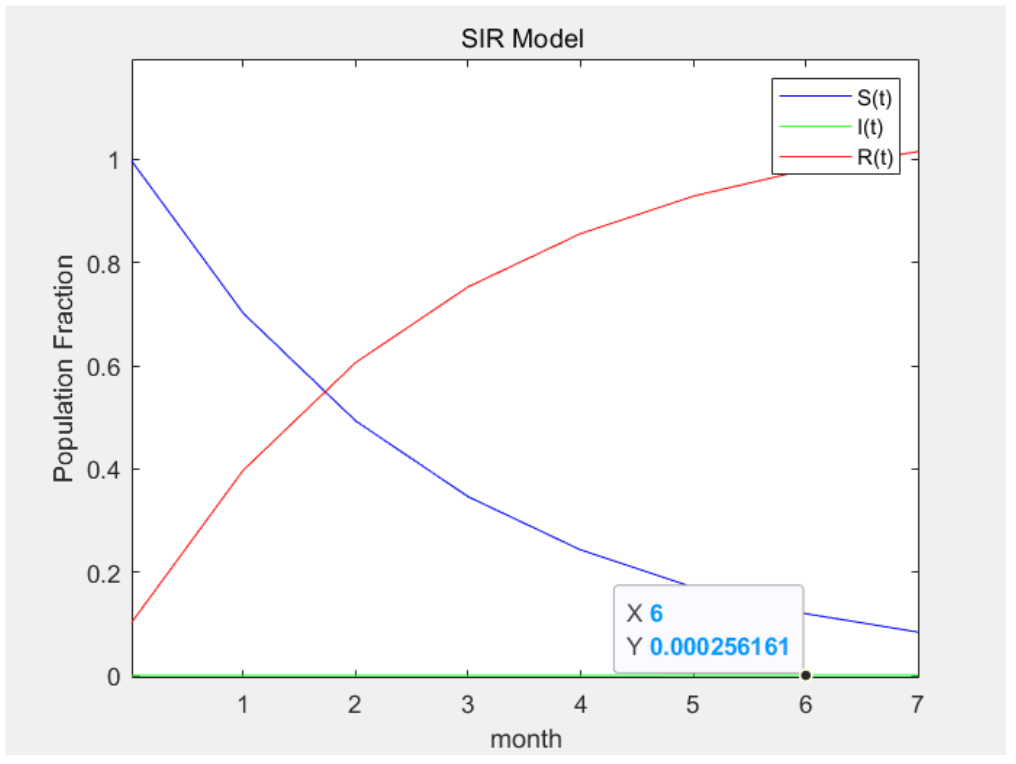 SIR Model
S(t)
I(t)
R(t)
Population Fraction
1
0.8
0.6
0.4
0.2
0
X 6
Y 0.000256161
1 2 3 4 5 6 7
month